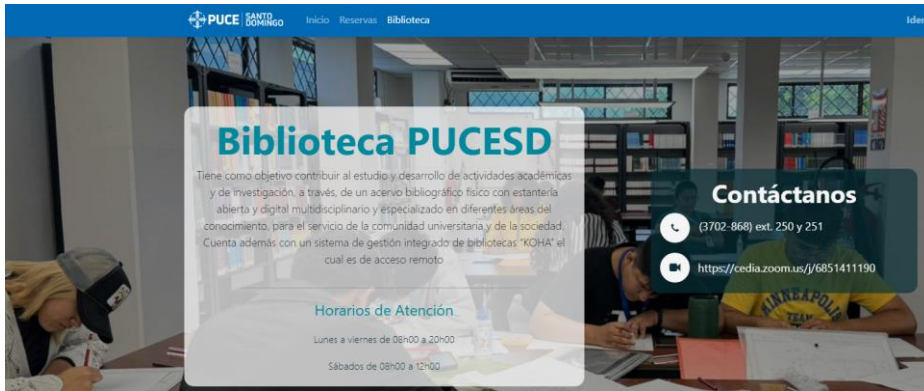 PUCE SANTO DOMINGO
Inicio Reservas Biblioteca
Biblioteca PUCESD
Tiene como objetivo contribuir al estudio y desarrollo de actividades académicas
y de investigación, a través, de un acervo bibliográfico físico con estantería
abierta y digital multidisciplinario y especializado en diferentes áreas del
conocimiento, para el servicio de la comunidad universitaria y de la sociedad.
Cuenta además con un sistema de gestión integrado de bibliotecas "KOHA" el
cual es de acceso remoto
Horarios de Atención
Lunes a viernes de 08h00 a 20h00
Sábados de 08h00 a 12h00
Contáctanos
(3702-868) ext. 250 y 251
https://cedia.zoom.us/j/6851411190
MINNEAPOLIS
TEAM